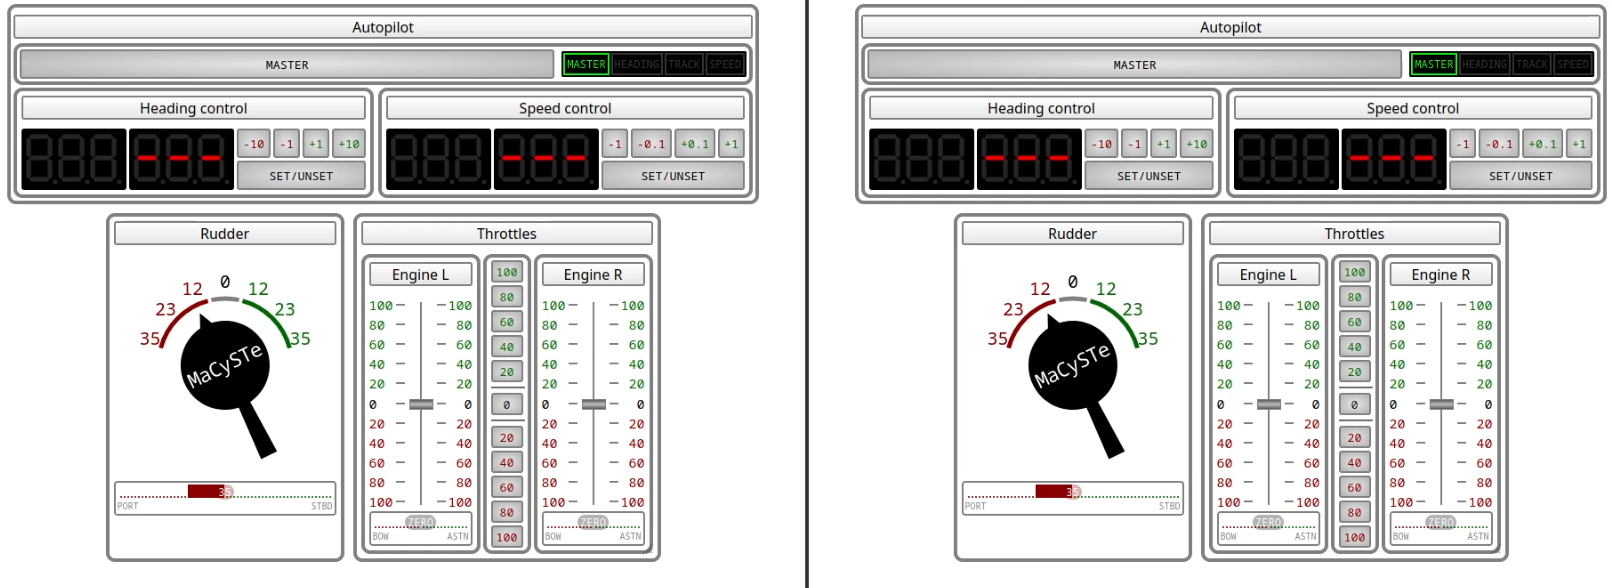 Autopilot
MASTER
MASTER HEADING TRACK SPEED
Heading control
-10 -1 +1 +10
SET/UNSET
Speed control
-1 -0.1 +0.1 +1
SET/UNSET
Rudder
0
12 12
23 23
35 35
MaCySTe
35
PORT STBD
Throttles
Engine L
100 100
80 80
60 60
40 40
20 20
0 0
20 20
40 40
60 60
80 80
100 100
ZERO
BOW ASTN
100
80
60
40
20
0
20
40
60
80
100
Engine R
100 100
80 80
60 60
40 40
20 20
0 0
20 20
40 40
60 60
80 80
100 100
ZERO
BOW ASTN
Autopilot
MASTER
MASTER HEADING TRACK SPEED
Heading control
-10 -1 +1 +10
SET/UNSET
Speed control
-1 -0.1 +0.1 +1
SET/UNSET
Rudder
0
12 12
23 23
35 35
MaCySTe
35
PORT STBD
Throttles
Engine L
100 100
80 80
60 60
40 40
20 20
0 0
20 20
40 40
60 60
80 80
100 100
ZERO
BOW ASTN
100
80
60
40
20
0
20
40
60
80
100
Engine R
100 100
80 80
60 60
40 40
20 20
0 0
20 20
40 40
60 60
80 80
100 100
ZERO
BOW ASTN